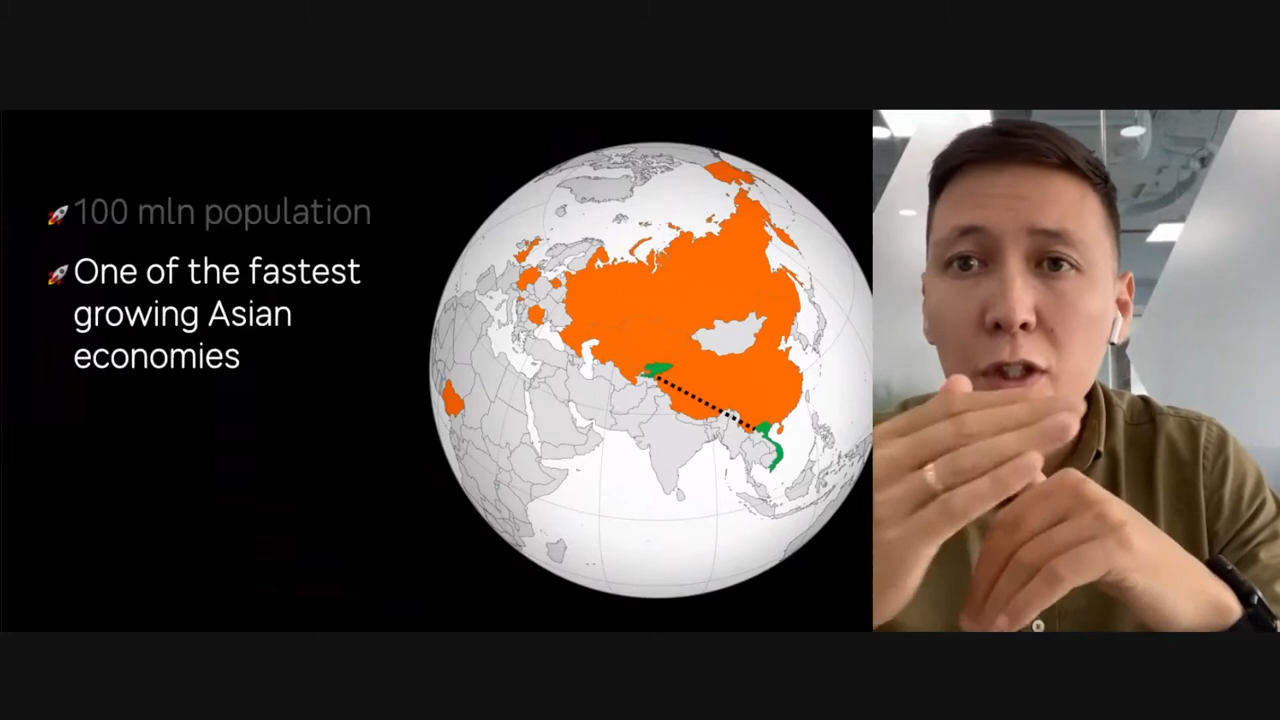 🚀 100 mln population
🚀 One of the fastest
growing Asian
economies